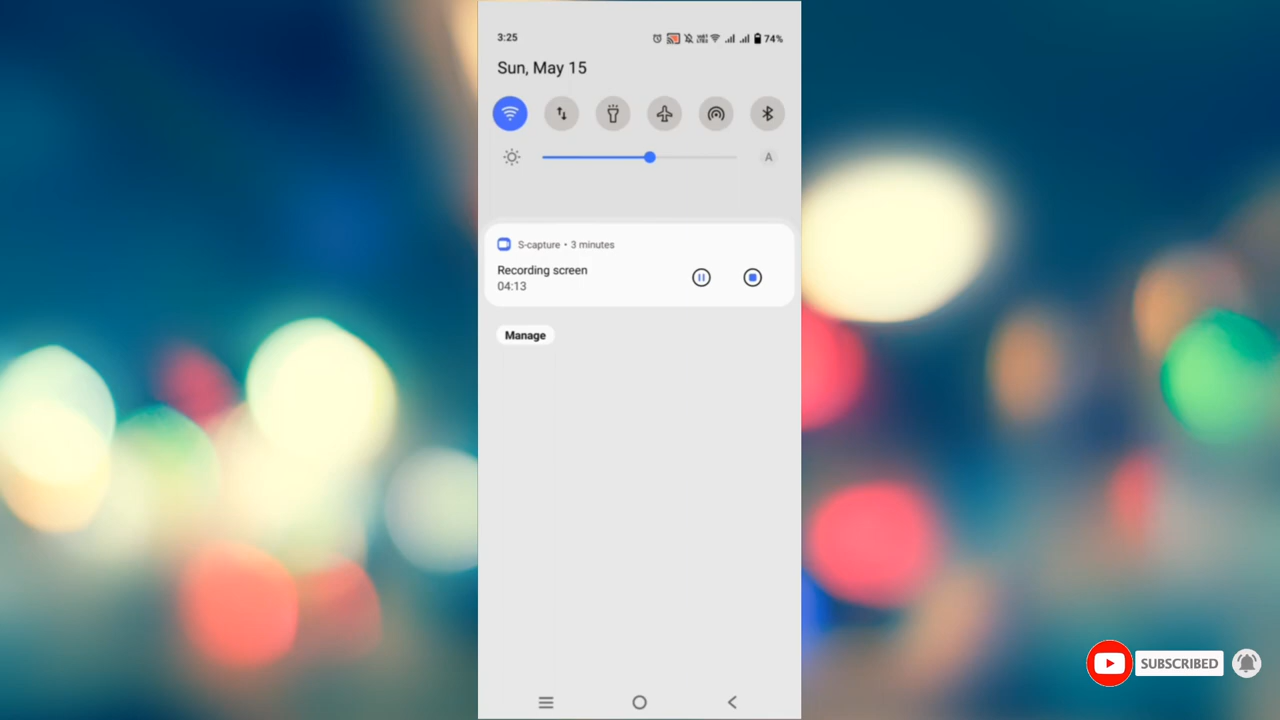 3:25
74%
Sun, May 15
A
S-capture • 3 minutes
Recording screen
04:13
Manage
SUBSCRIBED